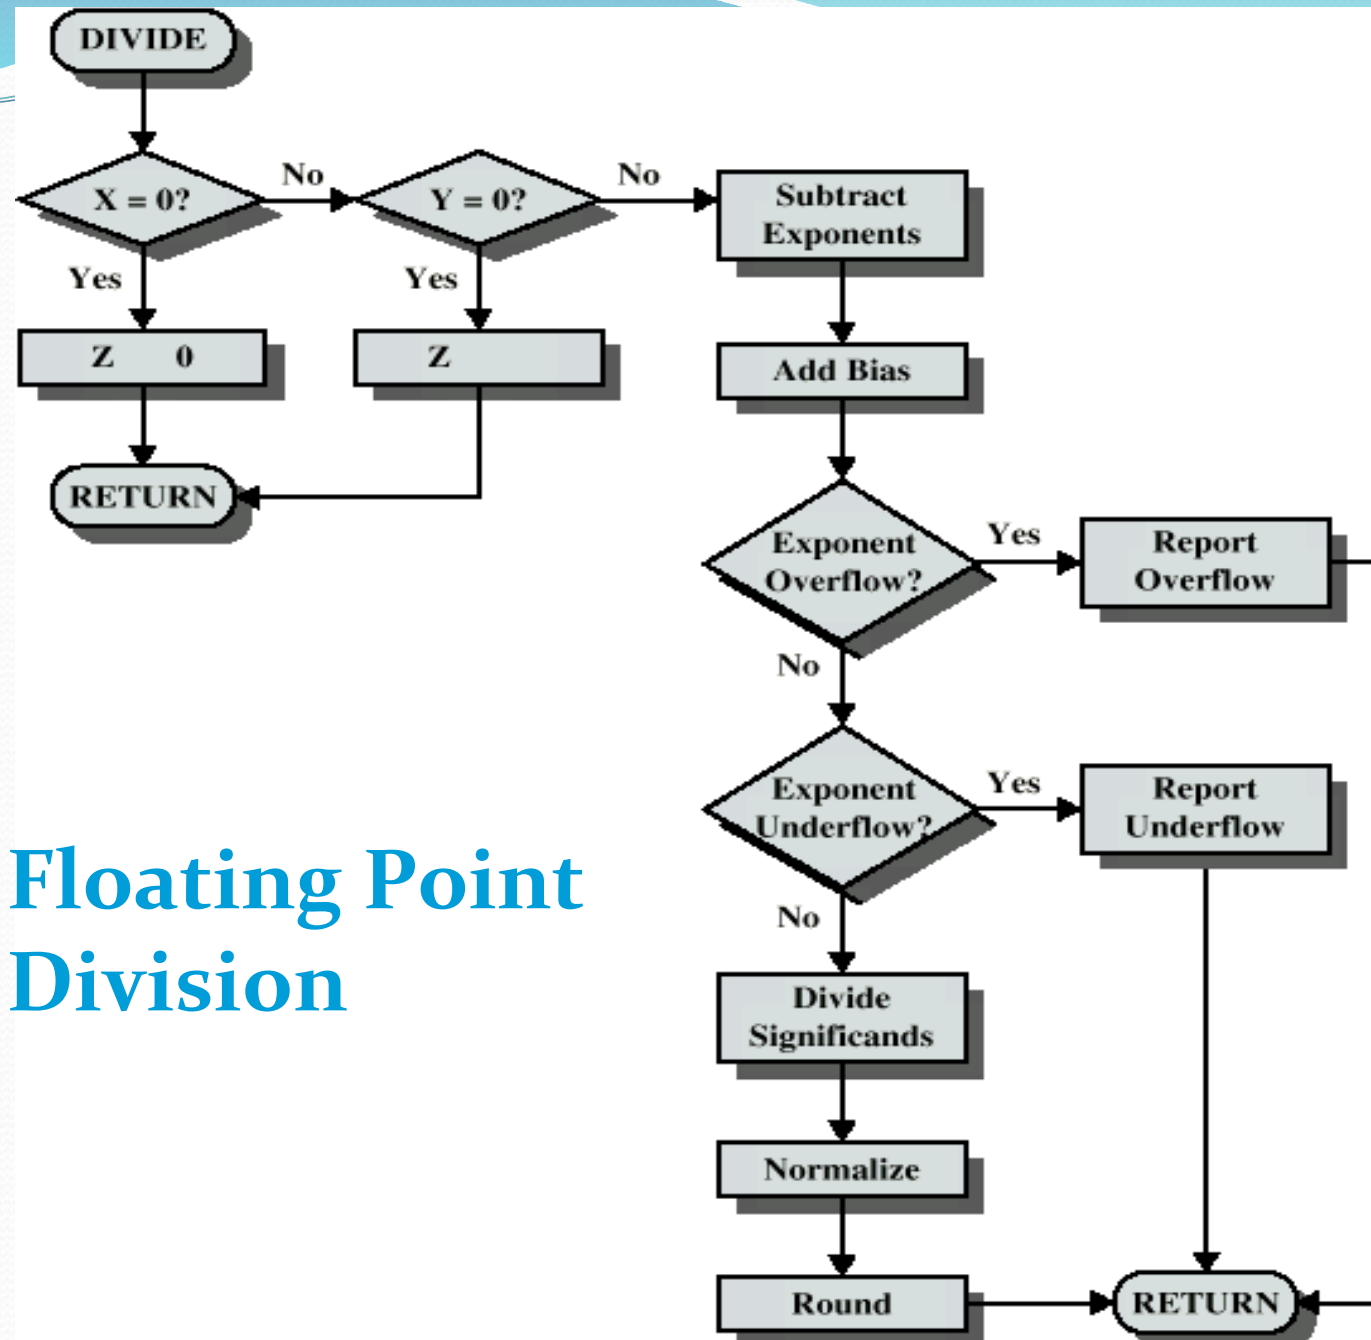 DIVIDE
X = 0?
No
Y = 0?
No
Subtract
Exponents
Yes
Yes
Z 0
Z
Add Bias
RETURN
Exponent
Overflow?
Yes
Report
Overflow
No
Exponent
Underflow?
Yes
Report
Underflow
No
Floating Point
Division
Divide
Significands
Normalize
Round
RETURN